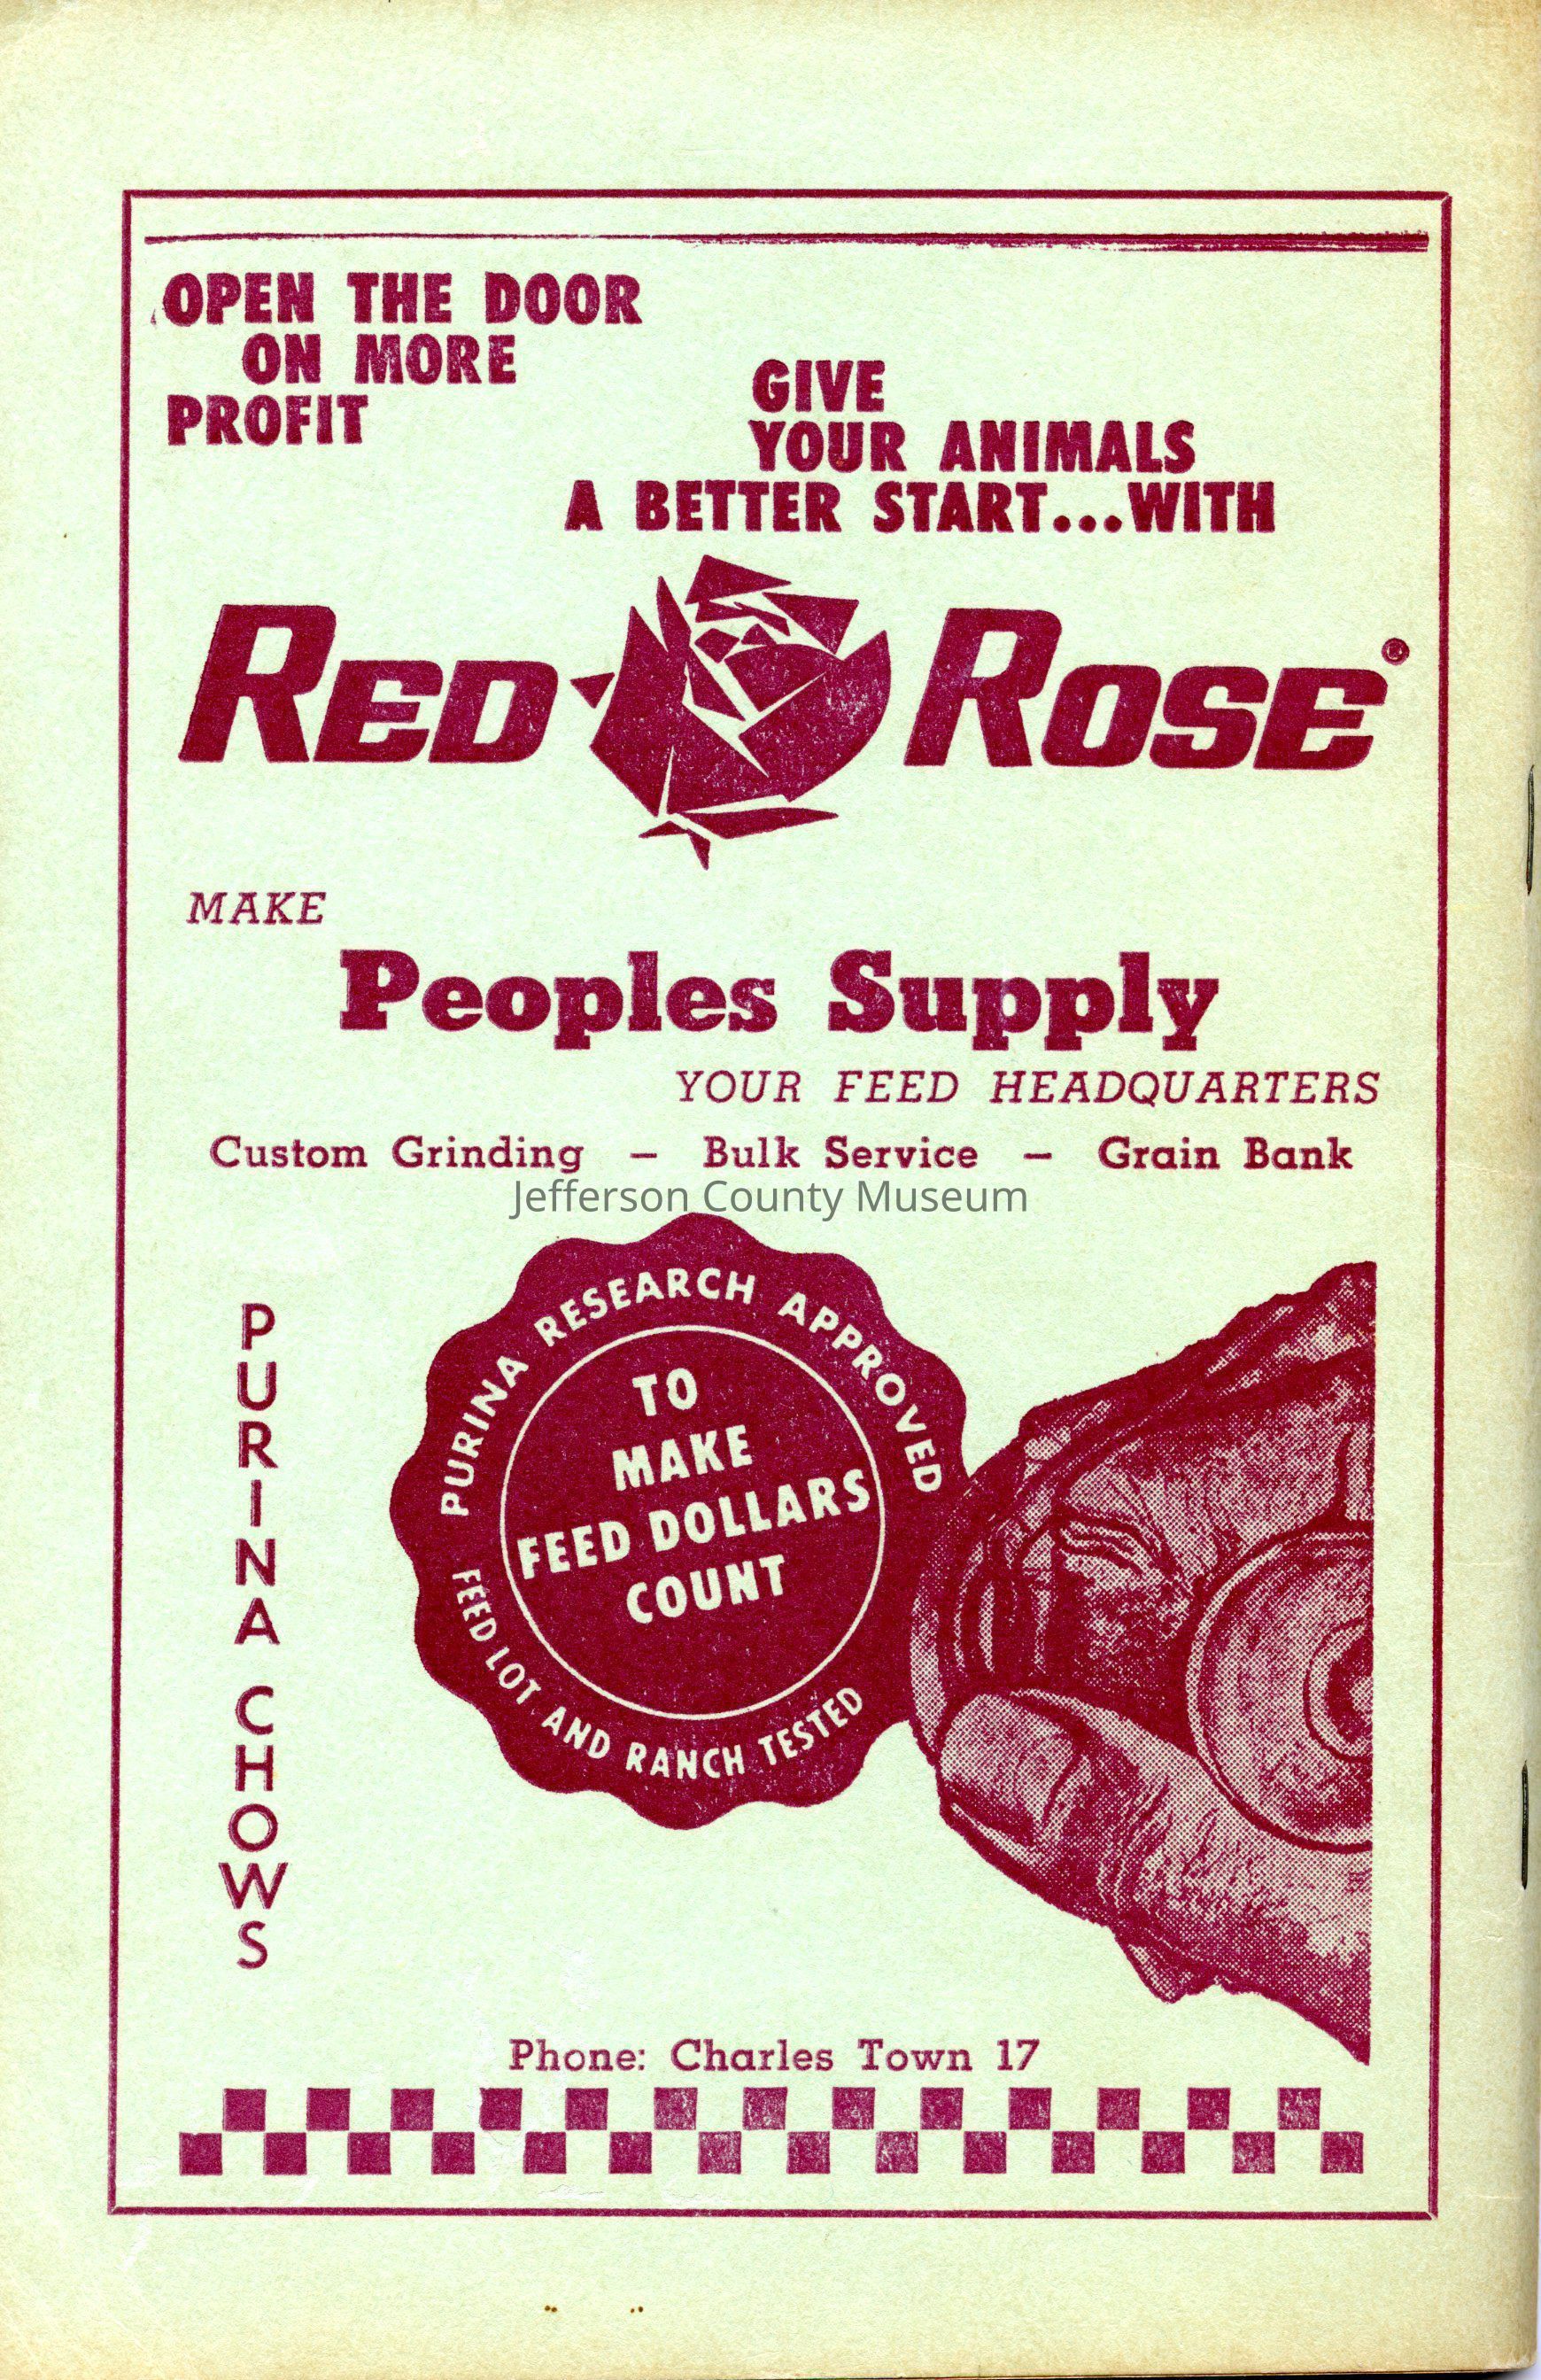 OPEN THE DOOR
ON MORE
PROFIT
GIVE
YOUR ANIMALS
A BETTER START...WITH
RED ROSE®
MAKE
Peoples Supply
YOUR FEED HEADQUARTERS
Custom Grinding – Bulk Service – Grain Bank
Jefferson County Museum
PURINA CHOWS
PURINA RESEARCH APPROVED
TO
MAKE
FEED DOLLARS
COUNT
FEED LOT AND RANCH TESTED
Phone: Charles Town 17